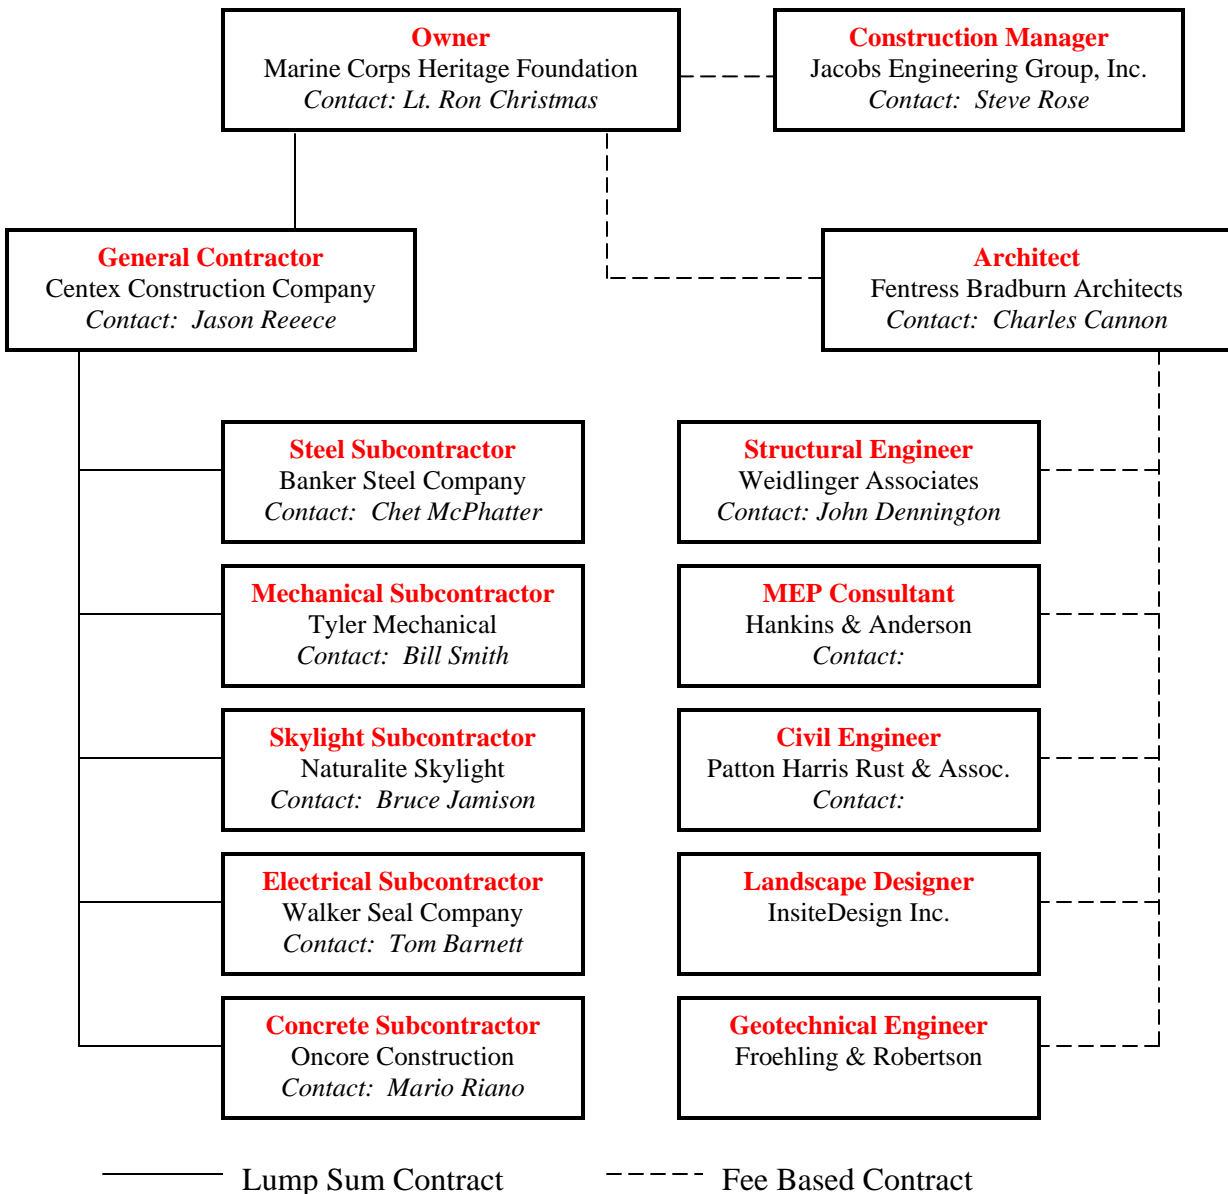 Owner
Marine Corps Heritage Foundation
Contact: Lt. Ron Christmas
Construction Manager
Jacobs Engineering Group, Inc.
Contact:  Steve Rose
General Contractor
Centex Construction Company
Contact:  Jason Reeece
Architect
Fentress Bradburn Architects
Contact:  Charles Cannon
Steel Subcontractor
Banker Steel Company
Contact:  Chet McPhatter
Structural Engineer
Weidlinger Associates
Contact: John Dennington
Mechanical Subcontractor
Tyler Mechanical
Contact:  Bill Smith
MEP Consultant
Hankins & Anderson
Contact:
Skylight Subcontractor
Naturalite Skylight
Contact:  Bruce Jamison
Civil Engineer
Patton Harris Rust & Assoc.
Contact:
Electrical Subcontractor
Walker Seal Company
Contact:  Tom Barnett
Landscape Designer
InsiteDesign Inc.
Concrete Subcontractor
Oncore Construction
Contact:  Mario Riano
Geotechnical Engineer
Froehling & Robertson
Lump Sum Contract
Fee Based Contract